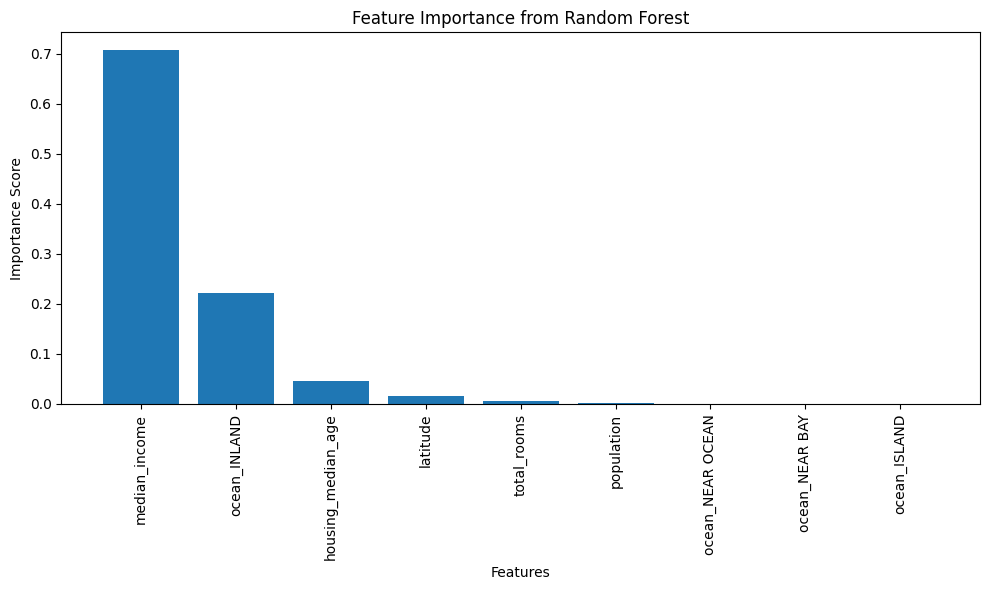 Feature Importance from Random Forest
Importance Score
0.7
0.6
0.5
0.4
0.3
0.2
0.1
0.0
median_income
ocean_INLAND
housing_median_age
latitude
total_rooms
population
ocean_NEAR OCEAN
ocean_NEAR BAY
ocean_ISLAND
Features